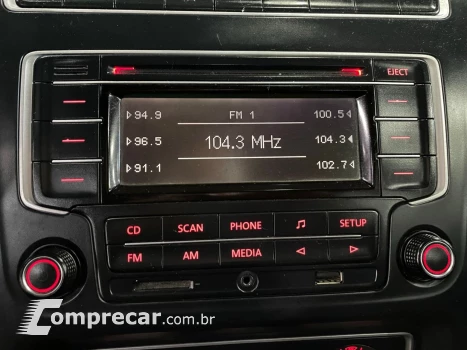 EJECT
▷94.9 FM 1 100.5◁
▷96.5 104.3 MHz 104.3◁
▷91.1 102.7◁
CD SCAN PHONE ♫ SETUP
FM AM MEDIA ◁ ▷
Comprecar.com.br